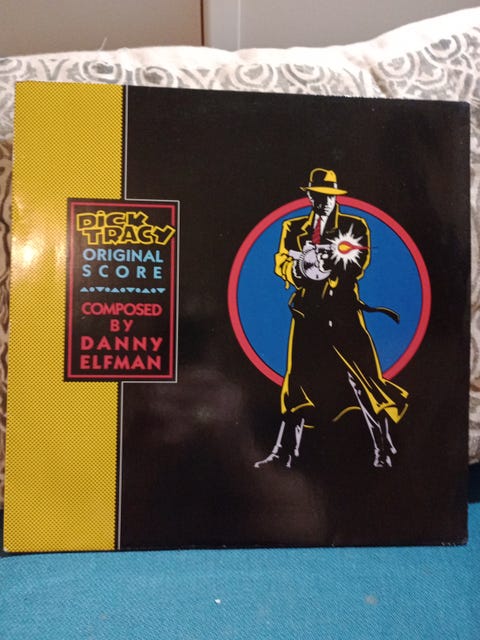 DICK
TRACY
ORIGINAL
SCORE
COMPOSED
BY
DANNY
ELFMAN